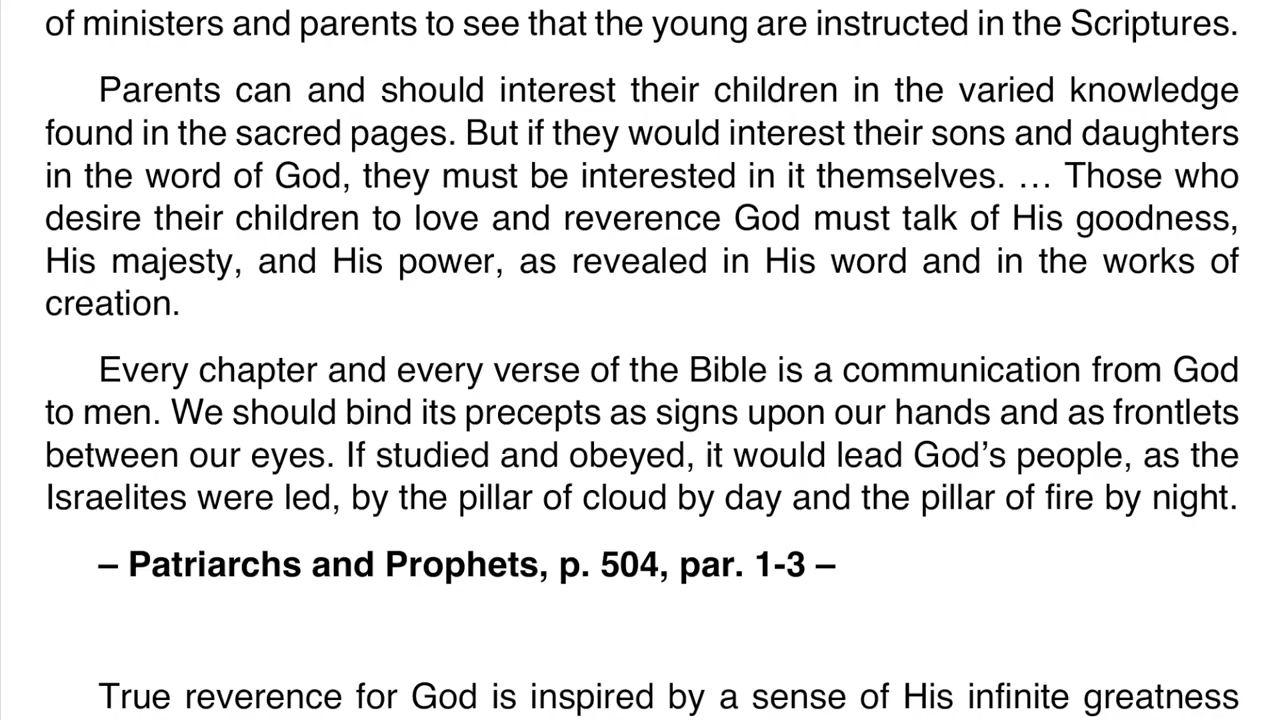 of ministers and parents to see that the young are instructed in the Scriptures.
Parents can and should interest their children in the varied knowledge
found in the sacred pages. But if they would interest their sons and daughters
in the word of God, they must be interested in it themselves. … Those who
desire their children to love and reverence God must talk of His goodness,
His majesty, and His power, as revealed in His word and in the works of
creation.
Every chapter and every verse of the Bible is a communication from God
to men. We should bind its precepts as signs upon our hands and as frontlets
between our eyes. If studied and obeyed, it would lead God’s people, as the
Israelites were led, by the pillar of cloud by day and the pillar of fire by night.
– Patriarchs and Prophets, p. 504, par. 1-3 –
True reverence for God is inspired by a sense of His infinite greatness